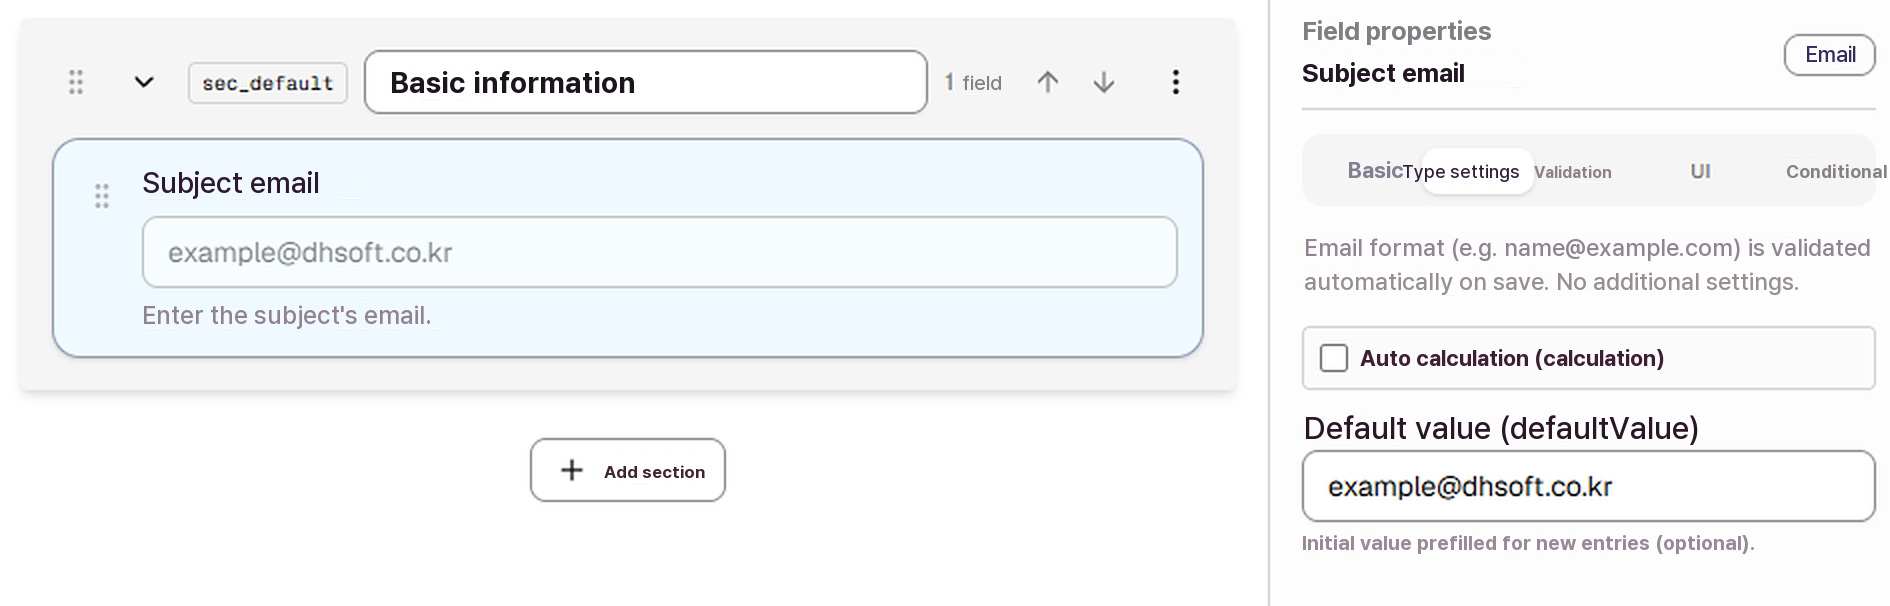 sec_default
Basic information
1 field
Subject email
example@dhsoft.co.kr
Enter the subject's email.
Add section
Field properties
Subject email
Email
Basic Type settings Validation UI Conditional
Email format (e.g. name@example.com) is validated
automatically on save. No additional settings.
Auto calculation (calculation)
Default value (defaultValue)
example@dhsoft.co.kr
Initial value prefilled for new entries (optional).